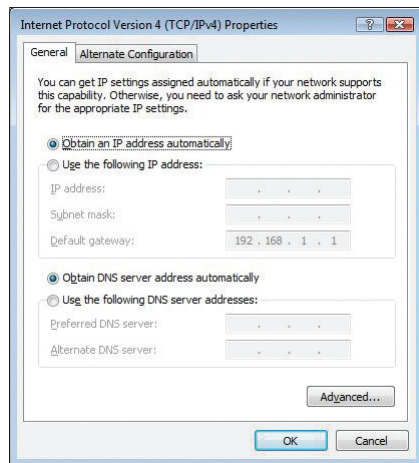 Internet Protocol Version 4 (TCP/IPv4) Properties
General Alternate Configuration
You can get IP settings assigned automatically if your network supports
this capability. Otherwise, you need to ask your network administrator
for the appropriate IP settings.
Obtain an IP address automatically
Use the following IP address:
IP address: . . .
Subnet mask: . . .
Default gateway: 192 . 168 . 1 . 1
Obtain DNS server address automatically
Use the following DNS server addresses:
Preferred DNS server: . . .
Alternate DNS server: . . .
Advanced...
OK Cancel